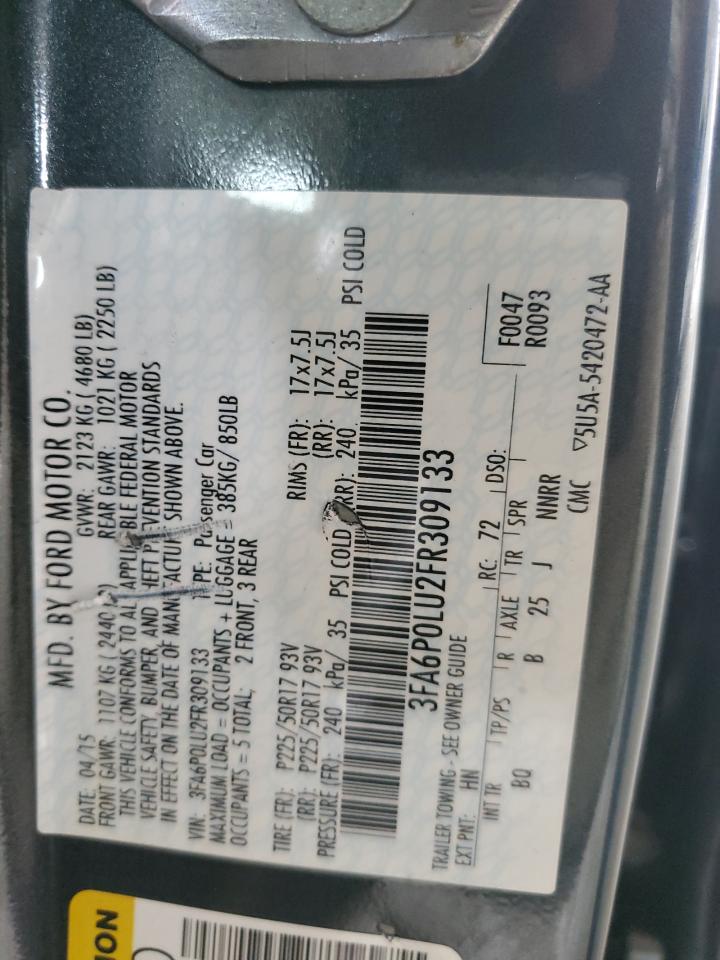 MFD. BY FORD MOTOR CO.
DATE: 04/15 GVWR: 2123 KG ( 4680 LB)
FRONT GAWR: 1107 KG ( 2440 REAR GAWR: 1021 KG ( 2250 LB)
THIS VEHICLE CONFORMS TO ALL APPLICABLE FEDERAL MOTOR
VEHICLE SAFETY, BUMPER, AND THEFT PREVENTION STANDARDS
IN EFFECT ON THE DATE OF MANUFACTURE SHOWN ABOVE.
VIN: 3FA6P0LU2FR309133 TYPE: Passenger Car
MAXIMUM LOAD = OCCUPANTS + LUGGAGE = 385KG/ 850LB
OCCUPANTS = 5 TOTAL; 2 FRONT, 3 REAR
TIRE (FR): P225/50R17 93V RIMS (FR): 17x7.5J
(RR): P225/50R17 93V (RR): 17x7.5J
PRESSURE (FR): 240 kPa/ 35 PSI COLD (RR): 240 kPa/ 35 PSI COLD
3FA6P0LU2FR309133
TRAILER TOWING - SEE OWNER GUIDE
EXT PNT: HN RC: 72 DSO: F0047
R0093
INT TR TP/PS R AXLE TR SPR
BQ B 25 J NNRR
CMC ▽5U5A-5420472-AA
ION